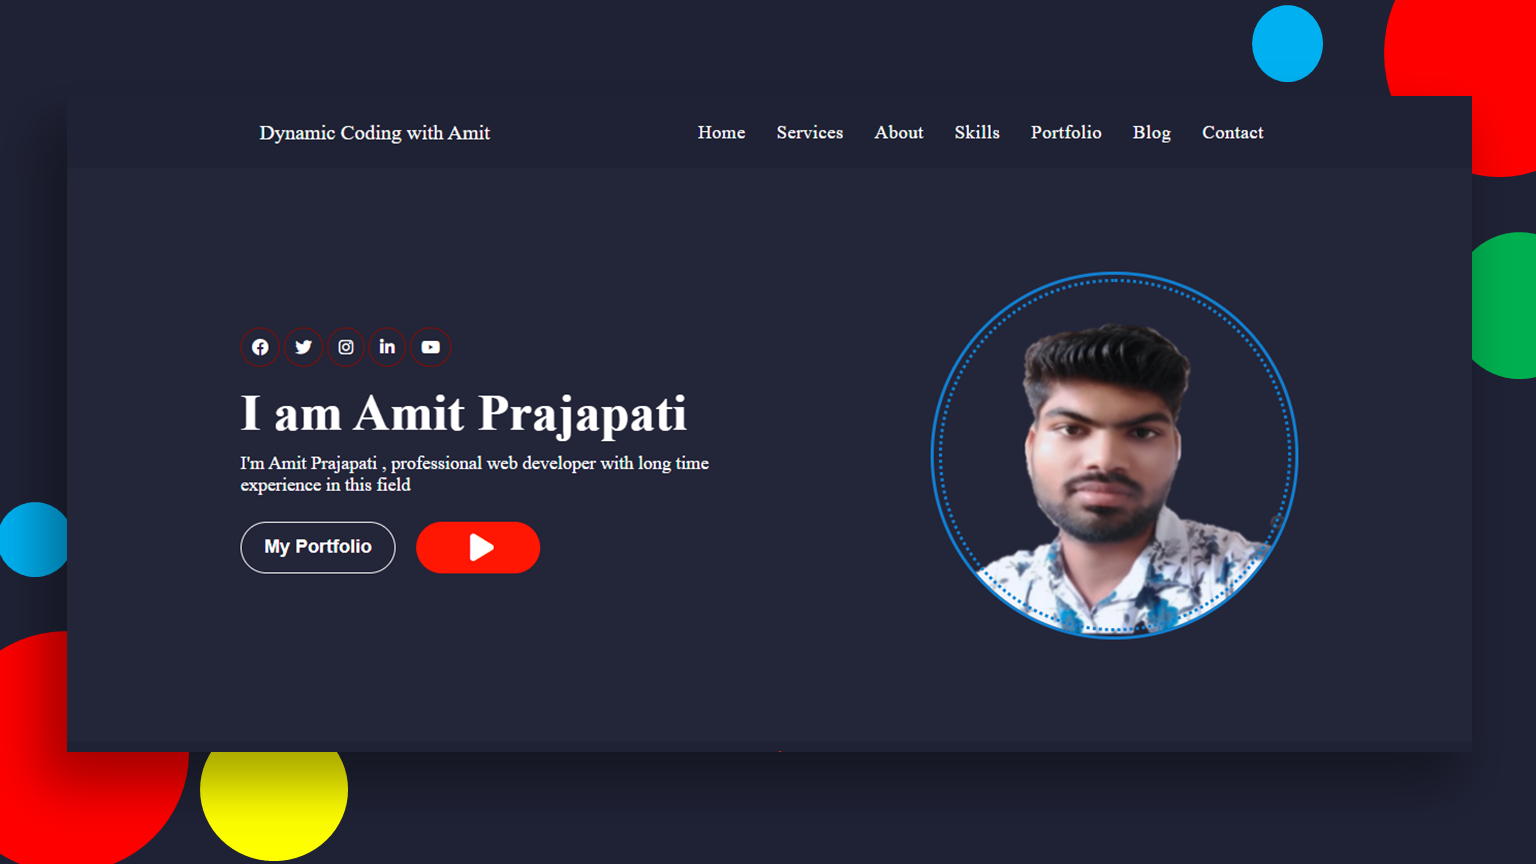 Dynamic Coding with Amit
Home Services About Skills Portfolio Blog Contact
I am Amit Prajapati
I'm Amit Prajapati , professional web developer with long time
experience in this field
My Portfolio